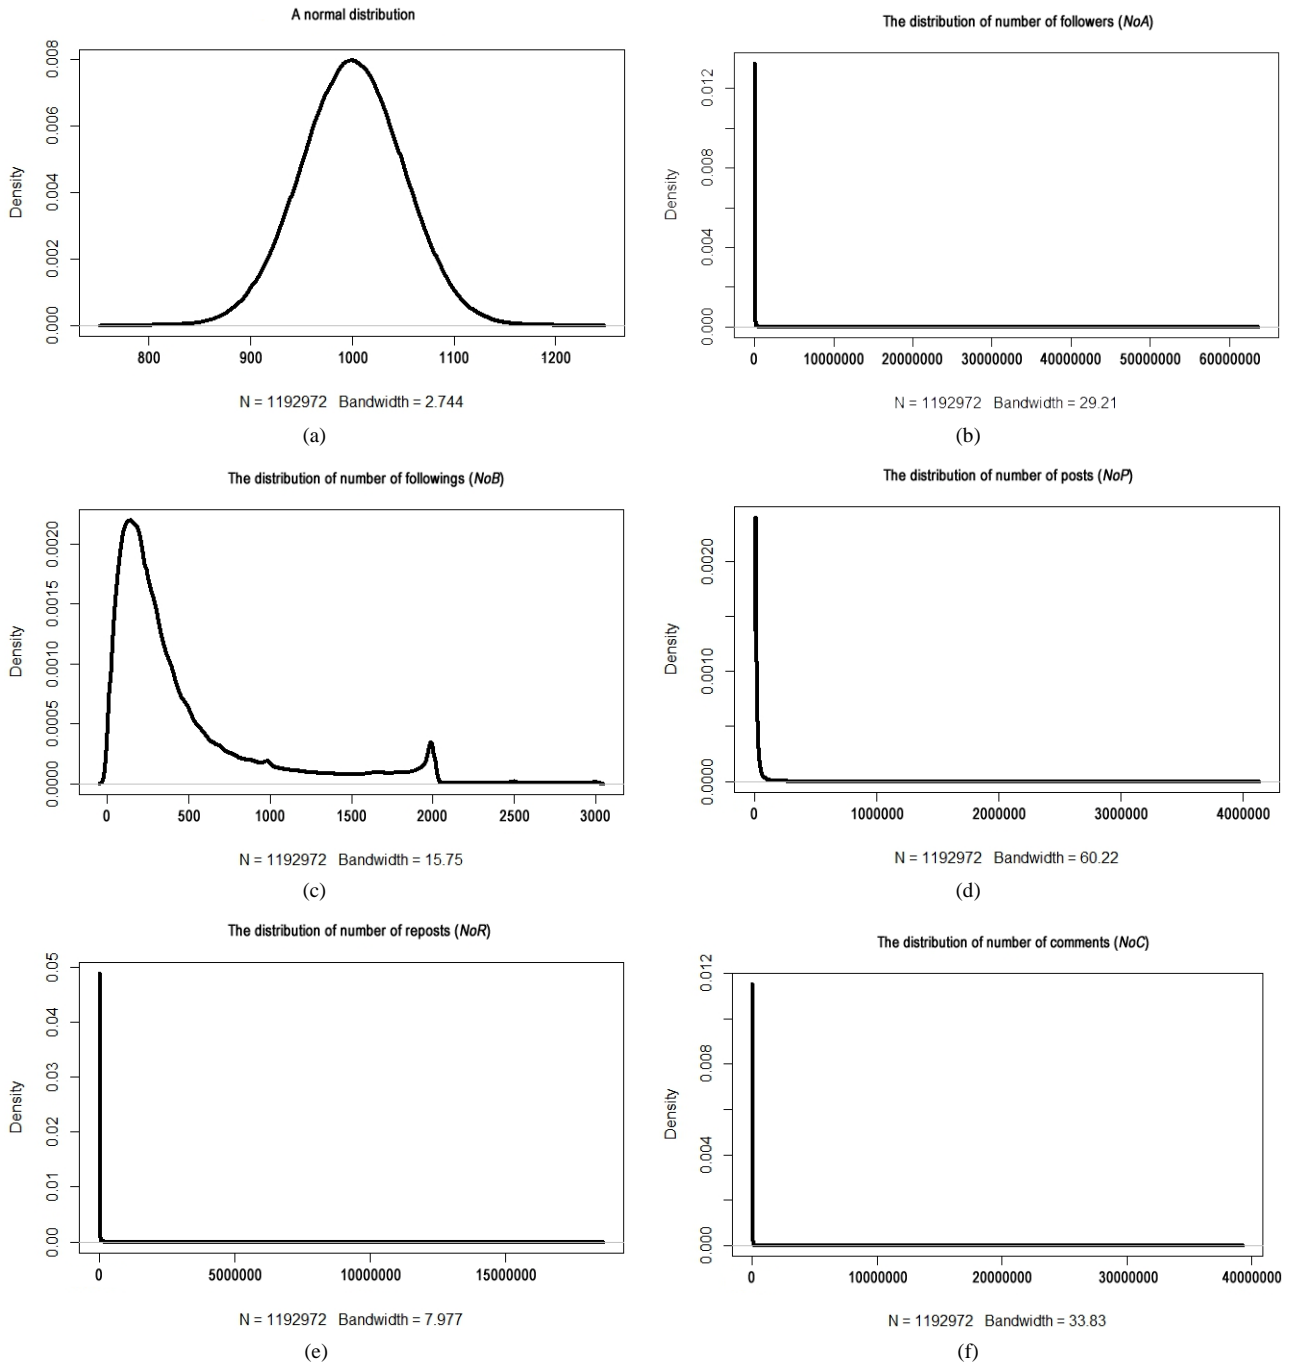 A normal distribution
Density
0.008
0.006
0.004
0.002
0.000
800 900 1000 1100 1200
N = 1192972 Bandwidth = 2.744
(a)
The distribution of number of followers (NoA)
Density
0.012
0.008
0.004
0.000
0 10000000 20000000 30000000 40000000 50000000 60000000
N = 1192972 Bandwidth = 29.21
(b)
The distribution of number of followings (NoB)
Density
0.0020
0.0015
0.0010
0.0005
0.0000
0 500 1000 1500 2000 2500 3000
N = 1192972 Bandwidth = 15.75
(c)
The distribution of number of posts (NoP)
Density
0.0020
0.0010
0.0000
0 1000000 2000000 3000000 4000000
N = 1192972 Bandwidth = 60.22
(d)
The distribution of number of reposts (NoR)
Density
0.05
0.04
0.03
0.02
0.01
0.00
0 5000000 10000000 15000000
N = 1192972 Bandwidth = 7.977
(e)
The distribution of number of comments (NoC)
Density
0.012
0.008
0.004
0.000
0 10000000 20000000 30000000 40000000
N = 1192972 Bandwidth = 33.83
(f)